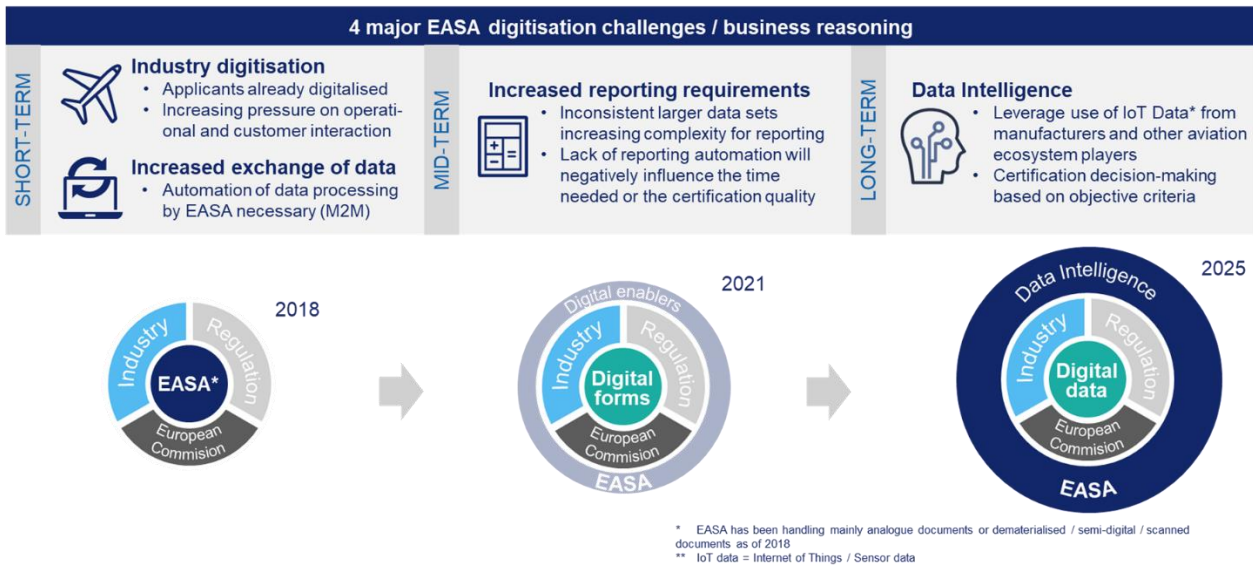 4 major EASA digitisation challenges / business reasoning
SHORT-TERM
Industry digitisation
• Applicants already digitalised
• Increasing pressure on operati-
onal and customer interaction
Increased exchange of data
• Automation of data processing
by EASA necessary (M2M)
MID-TERM
Increased reporting requirements
• Inconsistent larger data sets
increasing complexity for reporting
• Lack of reporting automation will
negatively influence the time
needed or the certification quality
LONG-TERM
Data Intelligence
• Leverage use of IoT Data* from
manufacturers and other aviation
ecosystem players
• Certification decision-making
based on objective criteria
2018
Industry
Regulation
EASA*
European
Commision
2021
Digital enablers
Industry
Regulation
Digital
forms
European
Commision
EASA
2025
Data Intelligence
Industry
Regulation
Digital
data
European
Commision
EASA
* EASA has been handling mainly analogue documents or dematerialised / semi-digital / scanned
documents as of 2018
** IoT data = Internet of Things / Sensor data